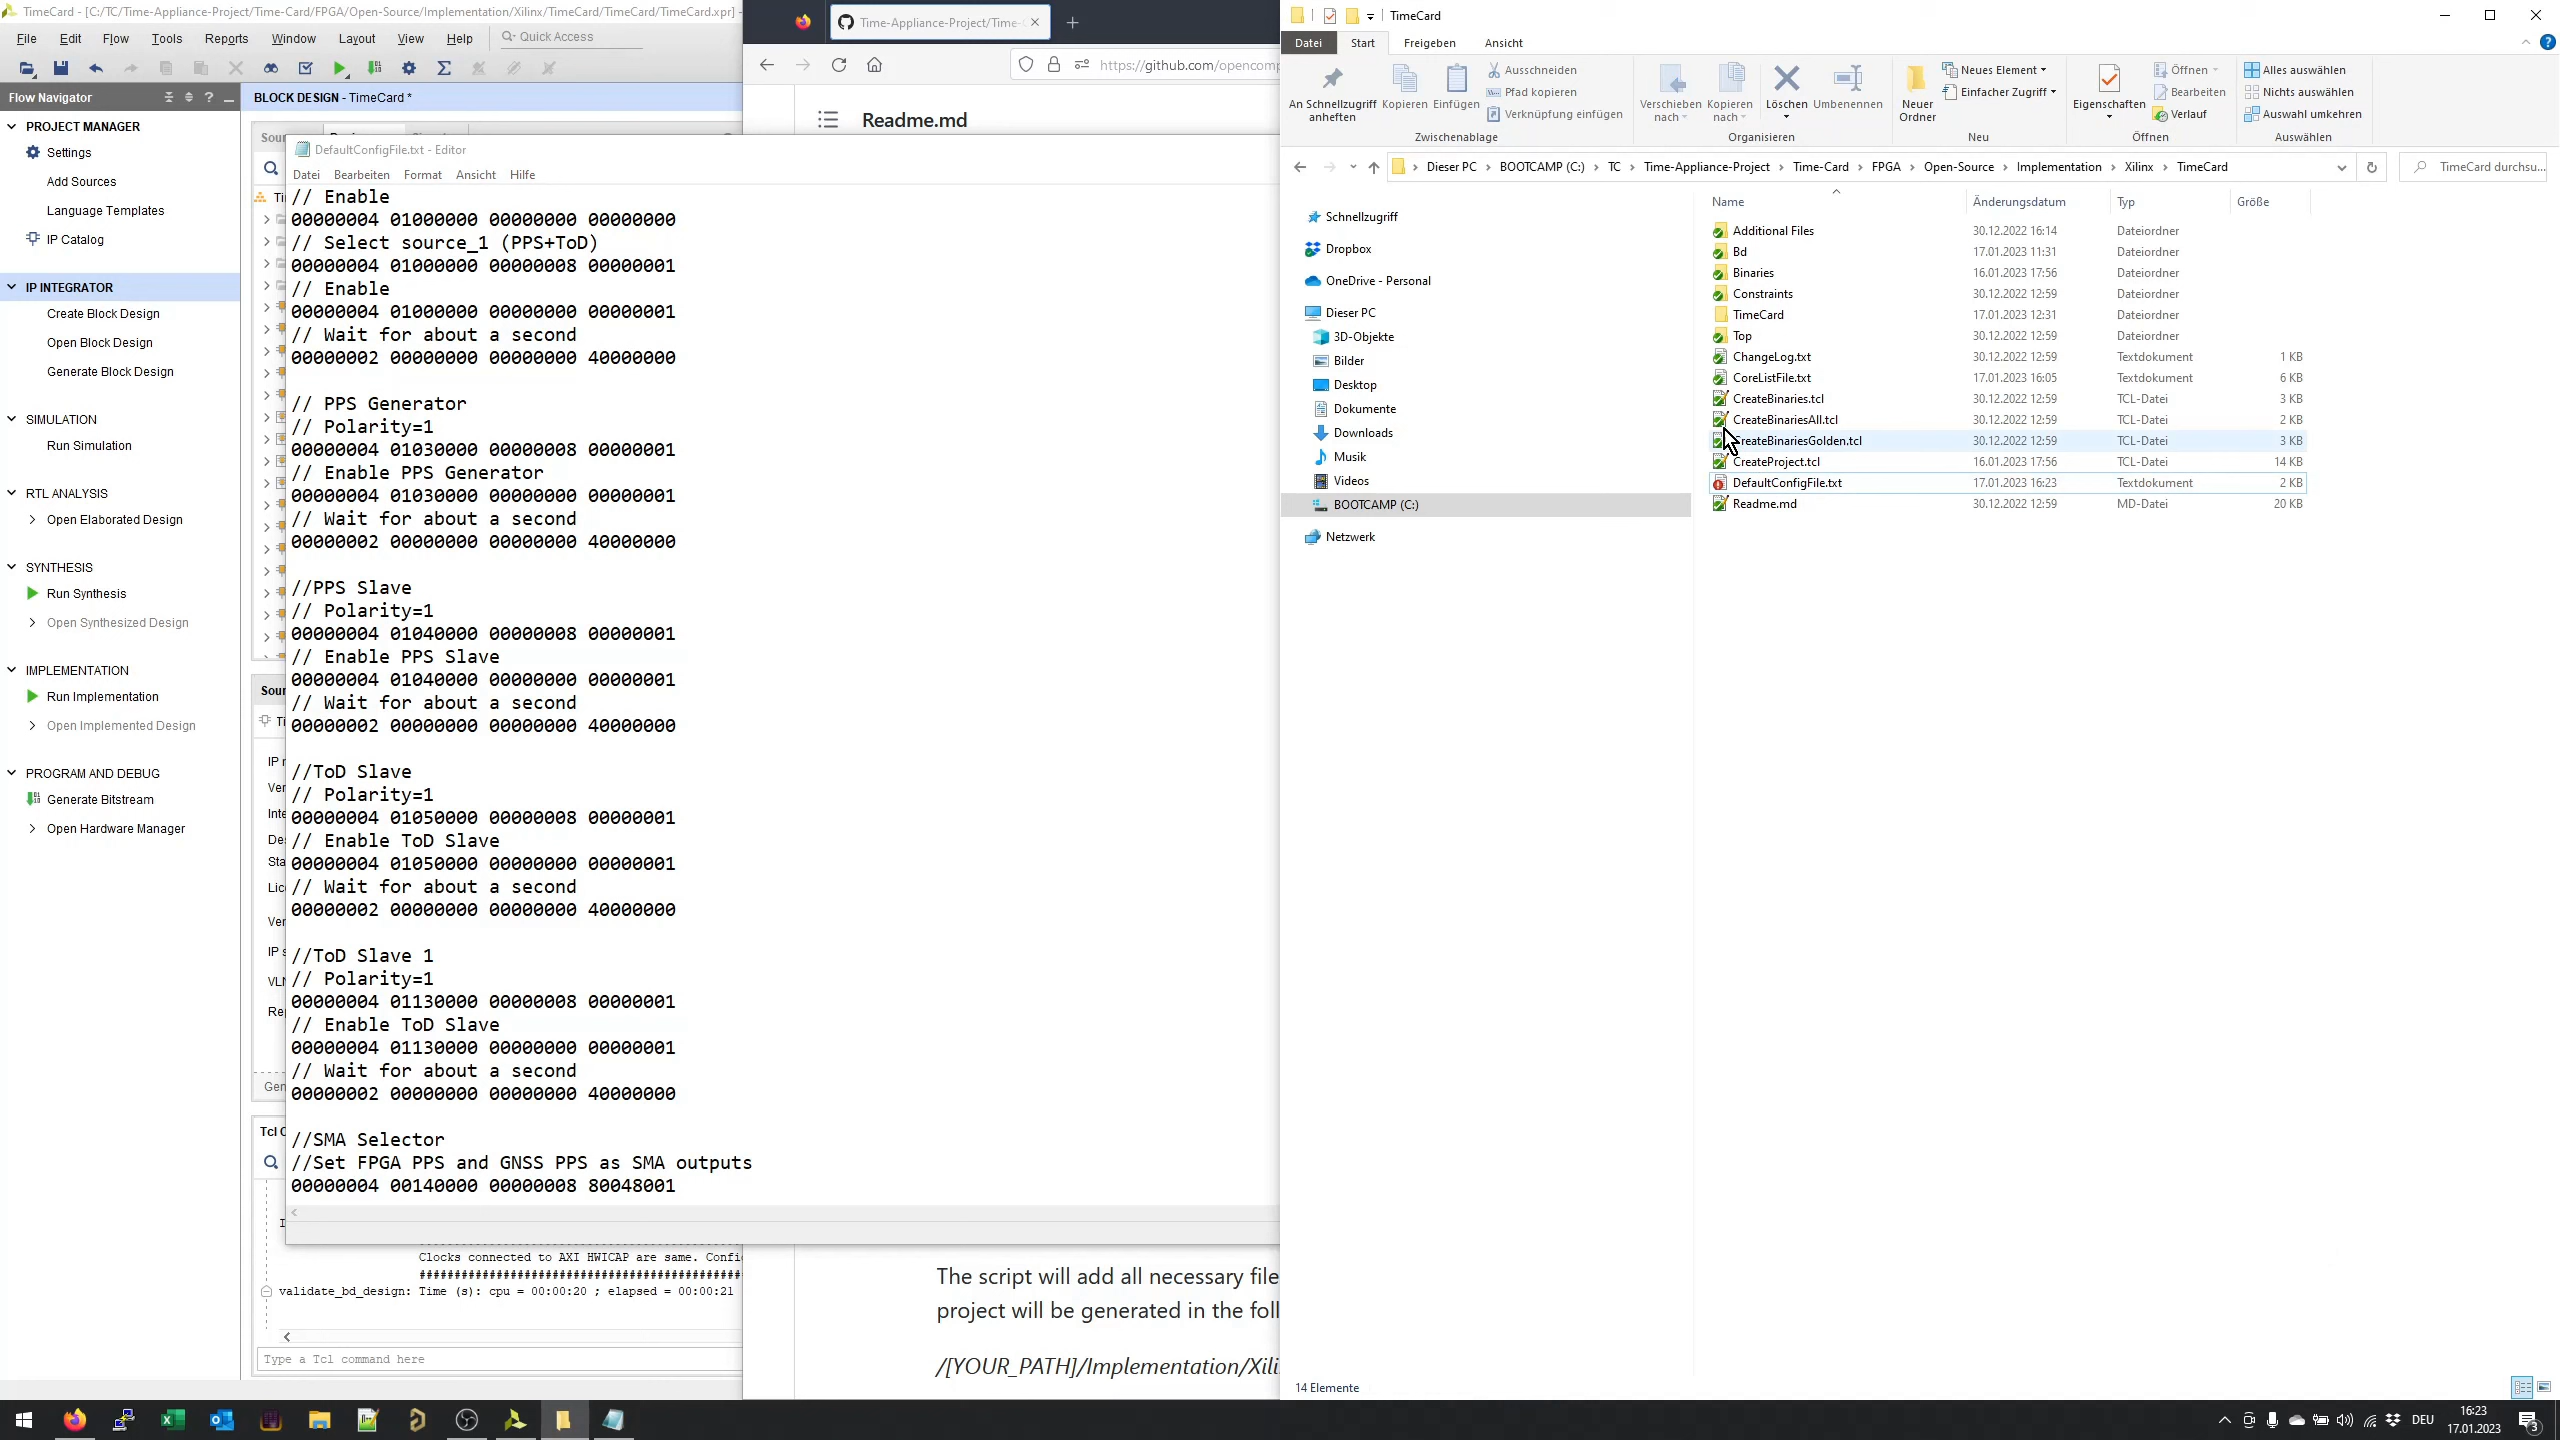 TimeCard - [C:/TC/Time-Appliance-Project/Time-Card/FPGA/Open-Source/Implementation/Xilinx/TimeCard/TimeCard/TimeCard.xpr] -
File Edit Flow Tools Reports Window Layout View Help Quick Access
Flow Navigator
BLOCK DESIGN - TimeCard *
PROJECT MANAGER
Settings
Add Sources
Language Templates
IP Catalog
IP INTEGRATOR
Create Block Design
Open Block Design
Generate Block Design
SIMULATION
Run Simulation
RTL ANALYSIS
Open Elaborated Design
SYNTHESIS
Run Synthesis
Open Synthesized Design
IMPLEMENTATION
Run Implementation
Open Implemented Design
PROGRAM AND DEBUG
Generate Bitstream
Open Hardware Manager
DefaultConfigFile.txt - Editor
Datei Bearbeiten Format Ansicht Hilfe
// Enable
00000004 01000000 00000000 00000000
// Select source_1 (PPS+ToD)
00000004 01000000 00000008 00000001
// Enable
00000004 01000000 00000000 00000001
// Wait for about a second
00000002 00000000 00000000 40000000
// PPS Generator
// Polarity=1
00000004 01030000 00000008 00000001
// Enable PPS Generator
00000004 01030000 00000000 00000001
// Wait for about a second
00000002 00000000 00000000 40000000
//PPS Slave
// Polarity=1
00000004 01040000 00000008 00000001
// Enable PPS Slave
00000004 01040000 00000000 00000001
// Wait for about a second
00000002 00000000 00000000 40000000
//ToD Slave
// Polarity=1
00000004 01050000 00000008 00000001
// Enable ToD Slave
00000004 01050000 00000000 00000001
// Wait for about a second
00000002 00000000 00000000 40000000
//ToD Slave 1
// Polarity=1
00000004 01130000 00000008 00000001
// Enable ToD Slave
00000004 01130000 00000000 00000001
// Wait for about a second
00000002 00000000 00000000 40000000
//SMA Selector
//Set FPGA PPS and GNSS PPS as SMA outputs
00000004 00140000 00000008 80048001
Clocks connected to AXI HWICAP are same. Confi
##############################################
validate_bd_design: Time (s): cpu = 00:00:20 ; elapsed = 00:00:21
Type a Tcl command here
Time-Appliance-Project/Time-
https://github.com/opencomp
Readme.md
The script will add all necessary file
project will be generated in the foll
/[YOUR_PATH]/Implementation/Xili
TimeCard
Datei Start Freigeben Ansicht
An Schnellzugriff anheften
Kopieren
Einfügen
Ausschneiden
Pfad kopieren
Verknüpfung einfügen
Zwischenablage
Verschieben nach
Kopieren nach
Löschen
Umbenennen
Organisieren
Neuer Ordner
Neues Element
Einfacher Zugriff
Neu
Eigenschaften
Öffnen
Bearbeiten
Verlauf
Öffnen
Alles auswählen
Nichts auswählen
Auswahl umkehren
Auswählen
Dieser PC BOOTCAMP (C:) TC Time-Appliance-Project Time-Card FPGA Open-Source Implementation Xilinx TimeCard
TimeCard durchsu...
Schnellzugriff
Dropbox
OneDrive - Personal
Dieser PC
3D-Objekte
Bilder
Desktop
Dokumente
Downloads
Musik
Videos
BOOTCAMP (C:)
Netzwerk
Name Änderungsdatum Typ Größe
Additional Files 30.12.2022 16:14 Dateiordner
Bd 17.01.2023 11:31 Dateiordner
Binaries 16.01.2023 17:56 Dateiordner
Constraints 30.12.2022 12:59 Dateiordner
TimeCard 17.01.2023 12:31 Dateiordner
Top 30.12.2022 12:59 Dateiordner
ChangeLog.txt 30.12.2022 12:59 Textdokument 1 KB
CoreListFile.txt 17.01.2023 16:05 Textdokument 6 KB
CreateBinaries.tcl 30.12.2022 12:59 TCL-Datei 3 KB
CreateBinariesAll.tcl 30.12.2022 12:59 TCL-Datei 2 KB
CreateBinariesGolden.tcl 30.12.2022 12:59 TCL-Datei 3 KB
CreateProject.tcl 16.01.2023 17:56 TCL-Datei 14 KB
DefaultConfigFile.txt 17.01.2023 16:23 Textdokument 2 KB
Readme.md 30.12.2022 12:59 MD-Datei 20 KB
14 Elemente
DEU
16:23
17.01.2023
3